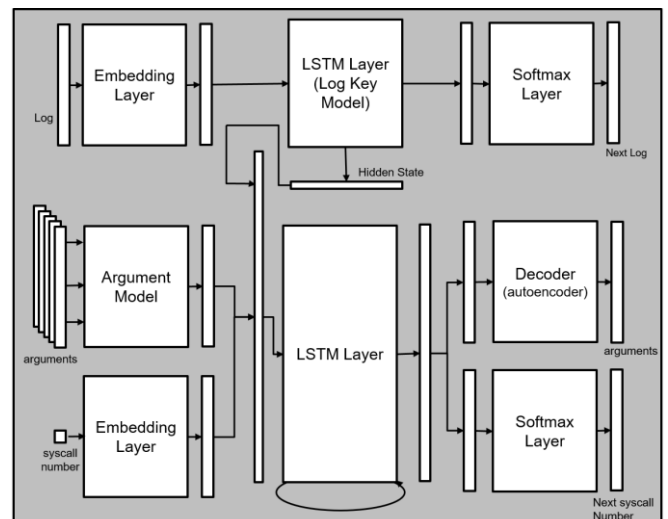 Log
Embedding
Layer
LSTM Layer
(Log Key
Model)
Softmax
Layer
Next Log
Hidden State
arguments
Argument
Model
LSTM Layer
Decoder
(autoencoder)
arguments
syscall
number
Embedding
Layer
Softmax
Layer
Next syscall
Number